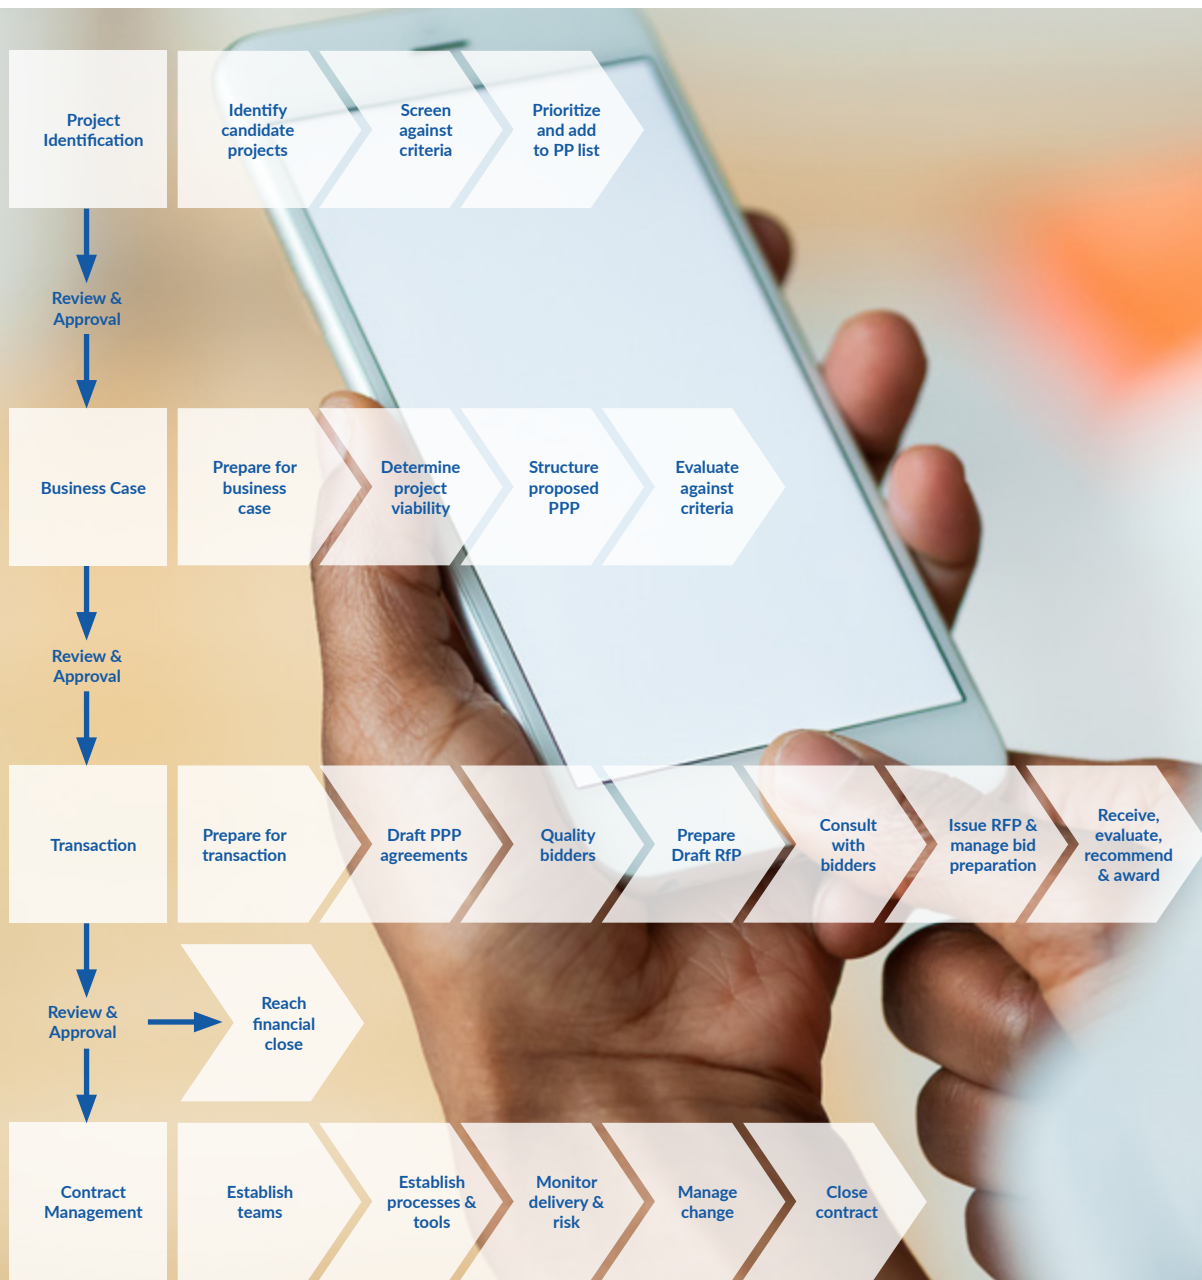 Project
Identification
Identify
candidate
projects
Screen
against
criteria
Prioritize
and add
to PP list
Review &
Approval
Business Case
Prepare for
business
case
Determine
project
viability
Structure
proposed
PPP
Evaluate
against
criteria
Review &
Approval
Transaction
Prepare for
transaction
Draft PPP
agreements
Quality
bidders
Prepare
Draft RfP
Consult
with
bidders
Issue RFP &
manage bid
preparation
Receive,
evaluate,
recommend
& award
Review &
Approval
Reach
financial
close
Contract
Management
Establish
teams
Establish
processes &
tools
Monitor
delivery &
risk
Manage
change
Close
contract